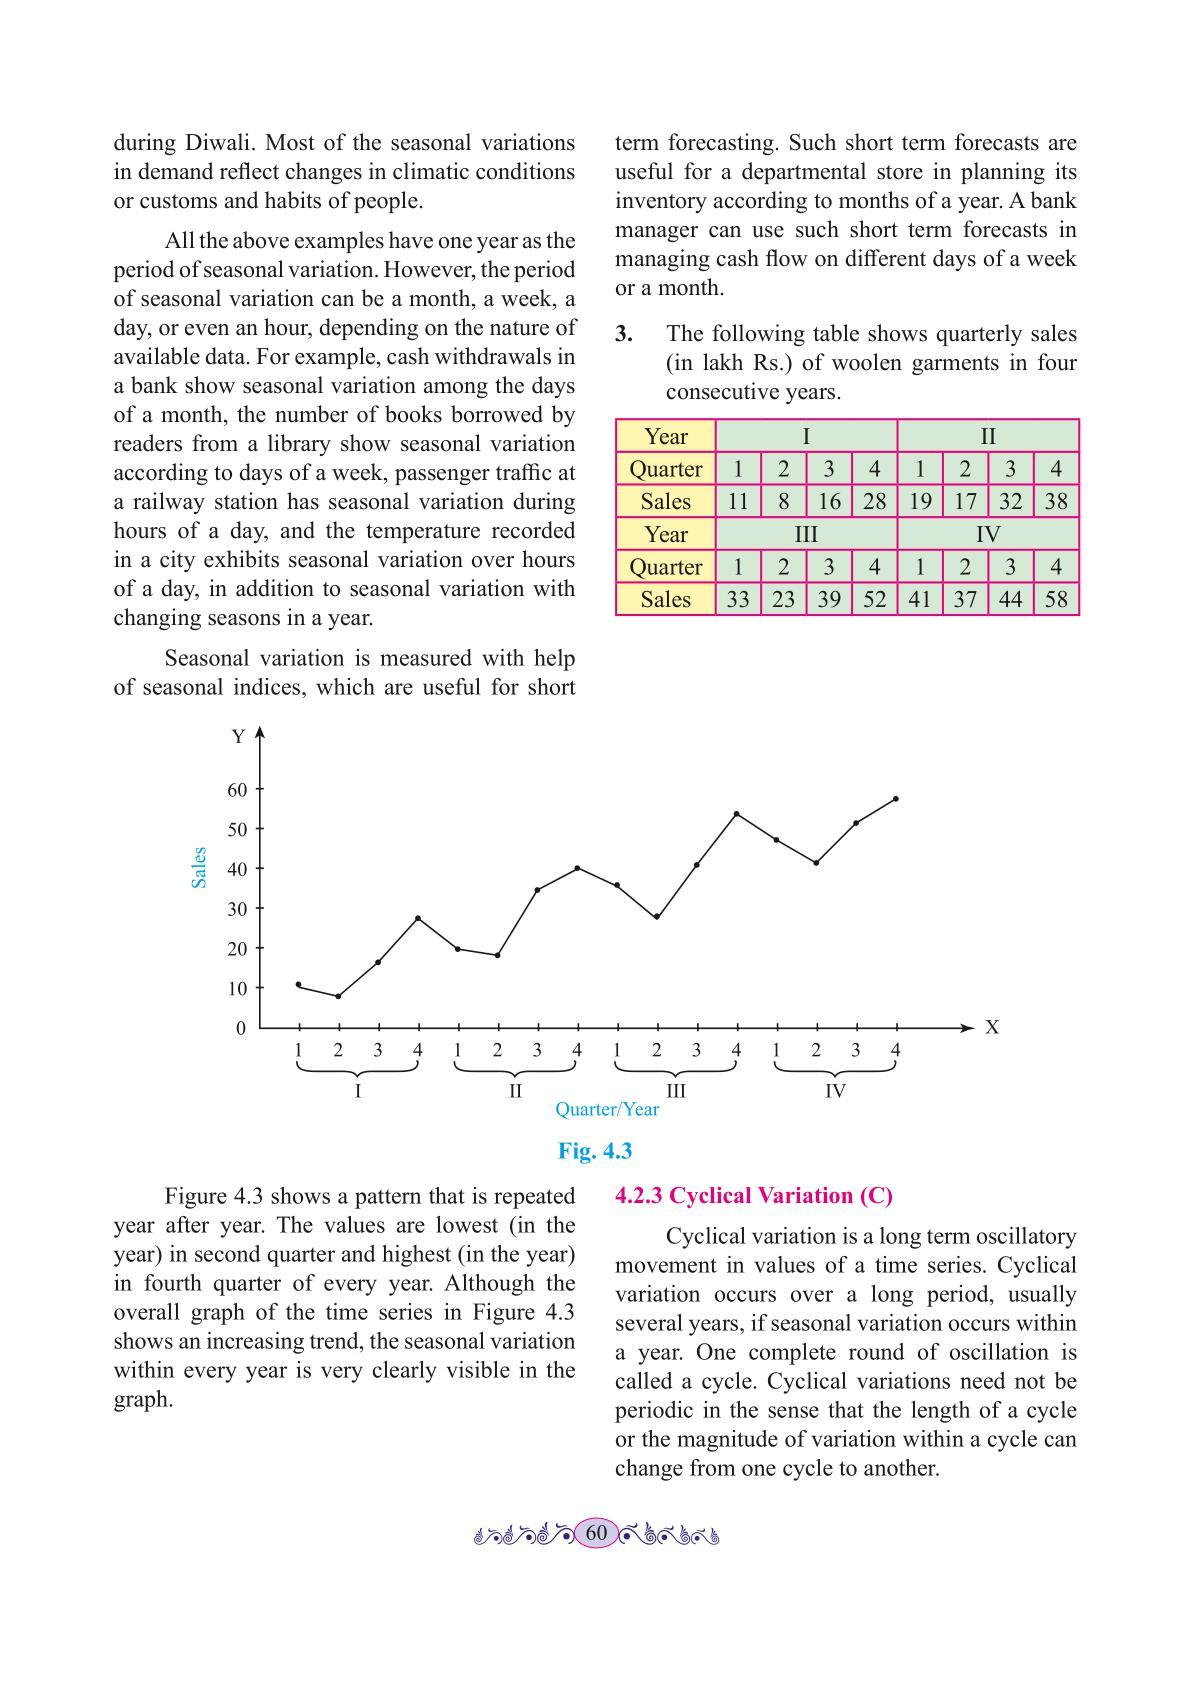 during Diwali. Most of the seasonal variations
in demand reflect changes in climatic conditions
or customs and habits of people.
All the above examples have one year as the
period of seasonal variation. However, the period
of seasonal variation can be a month, a week, a
day, or even an hour, depending on the nature of
available data. For example, cash withdrawals in
a bank show seasonal variation among the days
of a month, the number of books borrowed by
readers from a library show seasonal variation
according to days of a week, passenger traffic at
a railway station has seasonal variation during
hours of a day, and the temperature recorded
in a city exhibits seasonal variation over hours
of a day, in addition to seasonal variation with
changing seasons in a year.
Seasonal variation is measured with help
of seasonal indices, which are useful for short
term forecasting. Such short term forecasts are
useful for a departmental store in planning its
inventory according to months of a year. A bank
manager can use such short term forecasts in
managing cash flow on different days of a week
or a month.
3. The following table shows quarterly sales
(in lakh Rs.) of woolen garments in four
consecutive years.
Year I II
Quarter 1 2 3 4 1 2 3 4
Sales 11 8 16 28 19 17 32 38
Year III IV
Quarter 1 2 3 4 1 2 3 4
Sales 33 23 39 52 41 37 44 58
Y
60
50
40
30
20
10
0
Sales
X
1 2 3 4 1 2 3 4 1 2 3 4 1 2 3 4
I II III IV
Quarter/Year
Fig. 4.3
Figure 4.3 shows a pattern that is repeated
year after year. The values are lowest (in the
year) in second quarter and highest (in the year)
in fourth quarter of every year. Although the
overall graph of the time series in Figure 4.3
shows an increasing trend, the seasonal variation
within every year is very clearly visible in the
graph.
4.2.3 Cyclical Variation (C)
Cyclical variation is a long term oscillatory
movement in values of a time series. Cyclical
variation occurs over a long period, usually
several years, if seasonal variation occurs within
a year. One complete round of oscillation is
called a cycle. Cyclical variations need not be
periodic in the sense that the length of a cycle
or the magnitude of variation within a cycle can
change from one cycle to another.
60